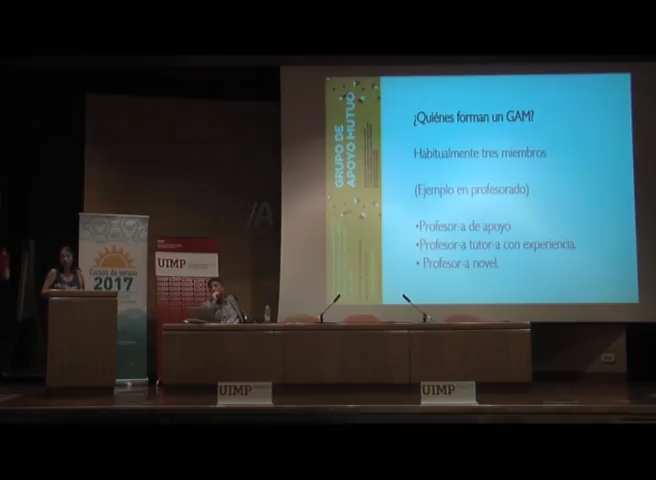 GRUPO DE
APOYO MUTUO
¿Quiénes forman un GAM?
Habitualmente tres miembros
(Ejemplo en profesorado)
•Profesor-a de apoyo
•Profesor-a tutor-a con experiencia.
• Profesor-a novel.
Cursos de verano
2017
UIMP
UIMP
UIMP